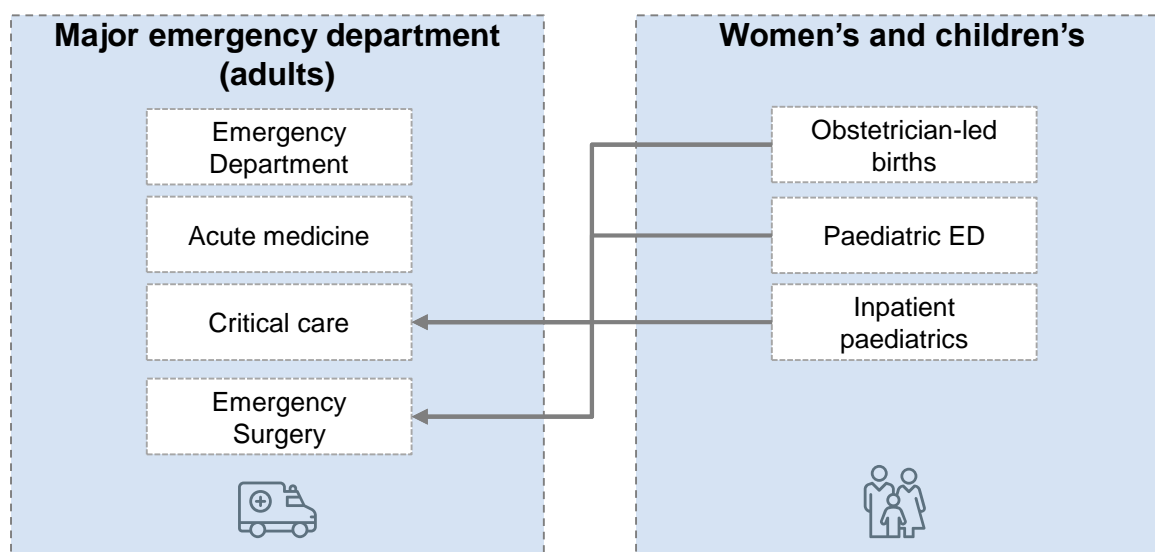 Major emergency department
(adults)
Emergency
Department
Acute medicine
Critical care
Emergency
Surgery
Women’s and children’s
Obstetrician-led
births
Paediatric ED
Inpatient
paediatrics